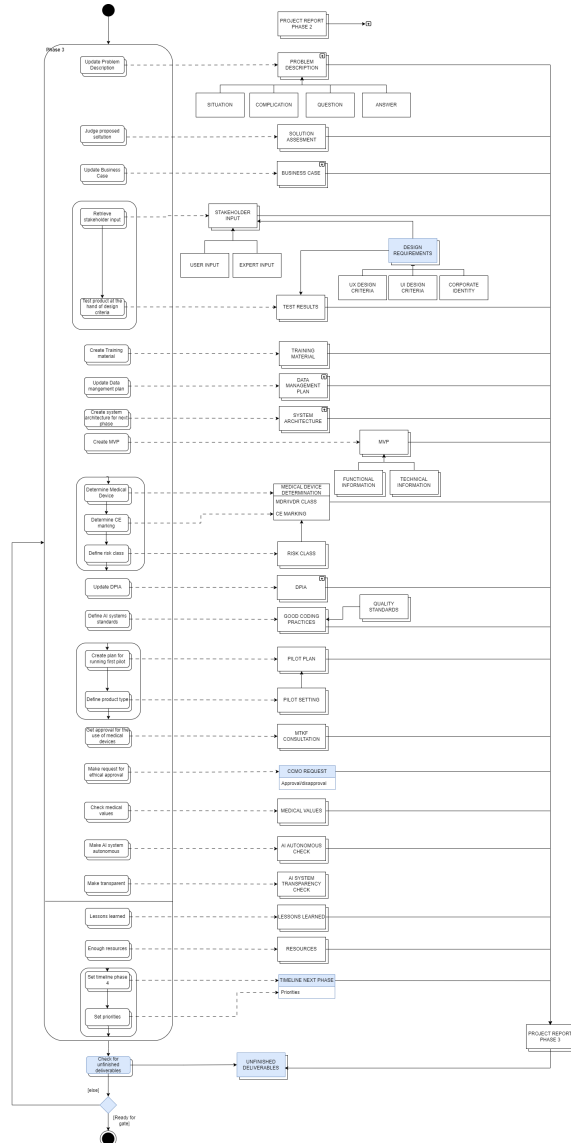 PROJECT REPORT
PHASE 2
Phase 3
Update Problem
Description
PROBLEM
DESCRIPTION
SITUATION
COMPLICATION
QUESTION
ANSWER
Judge proposed
solution
SOLUTION
ASSESMENT
Update Business
Case
BUSINESS CASE
Retrieve
stakeholder input
STAKEHOLDER
INPUT
USER INPUT
EXPERT INPUT
DESIGN
REQUIREMENTS
UX DESIGN
CRITERIA
UI DESIGN
CRITERIA
CORPORATE
IDENTITY
Test product at the
hand of design
criteria
TEST RESULTS
Create Training
material
TRAINING
MATERIAL
Update Data
mangement plan
DATA
MANAGEMENT
PLAN
Create system
architecture for next
phase
SYSTEM
ARCHITECTURE
Create MVP
MVP
FUNCTIONAL
INFORMATION
TECHNICAL
INFORMATION
Determine Medical
Device
MEDICAL DEVICE
DETERMINATION
MDR/IVDR CLASS
CE MARKING
Determine CE
marking
Define risk class
RISK CLASS
Update DPIA
DPIA
Define AI systems
standards
GOOD CODING
PRACTICES
QUALITY
STANDARDS
Create plan for
running first pilot
PILOT PLAN
Define product type
PILOT SETTING
Get approval for the
use of medical
devices
MTKF
CONSULTATION
Make request for
ethical approval
CCMO REQUEST
Approval/disapproval
Check medical
values
MEDICAL VALUES
Make AI system
autonomous
AI AUTONOMOUS
CHECK
Make transparent
AI SYSTEM
TRANSPARENCY
CHECK
Lessons learned
LESSONS LEARNED
Enough resources
RESOURCES
Set timeline phase
4
TIMELINE NEXT PHASE
Priorities
Set priorities
PROJECT REPORT
PHASE 3
Check for
unfinished
deliverables
UNFINISHED
DELIVERABLES
[else]
[Ready for
gate]